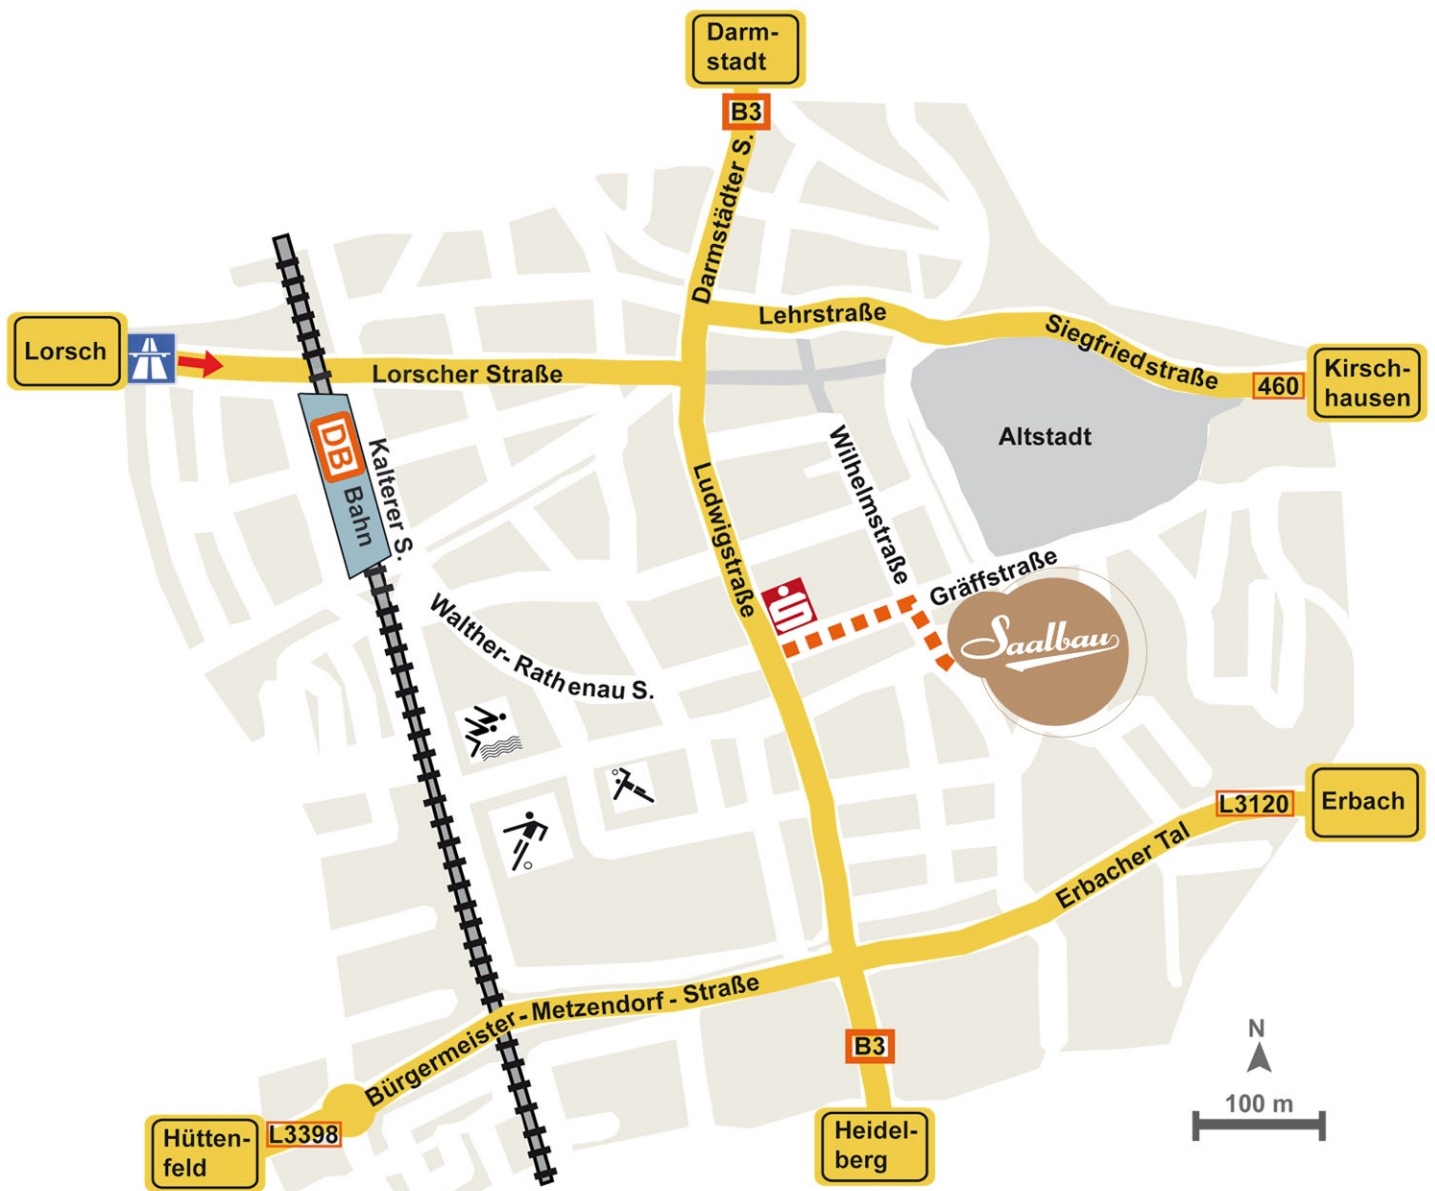 Darm-
stadt
B3
Darmstädter S.
Lehrstraße
Siegfriedstraße
Lorsch
Lorscher Straße
460
Kirsch-
hausen
DB
Bahn
Kalterer S.
Ludwigstraße
Wilhelmstraße
Altstadt
Gräffstraße
Saalbau
Walther-Rathenau S.
L3120
Erbach
Erbacher Tal
Bürgermeister-Metzendorf-Straße
B3
N
100 m
L3398
Hütten-
feld
Heidel-
berg